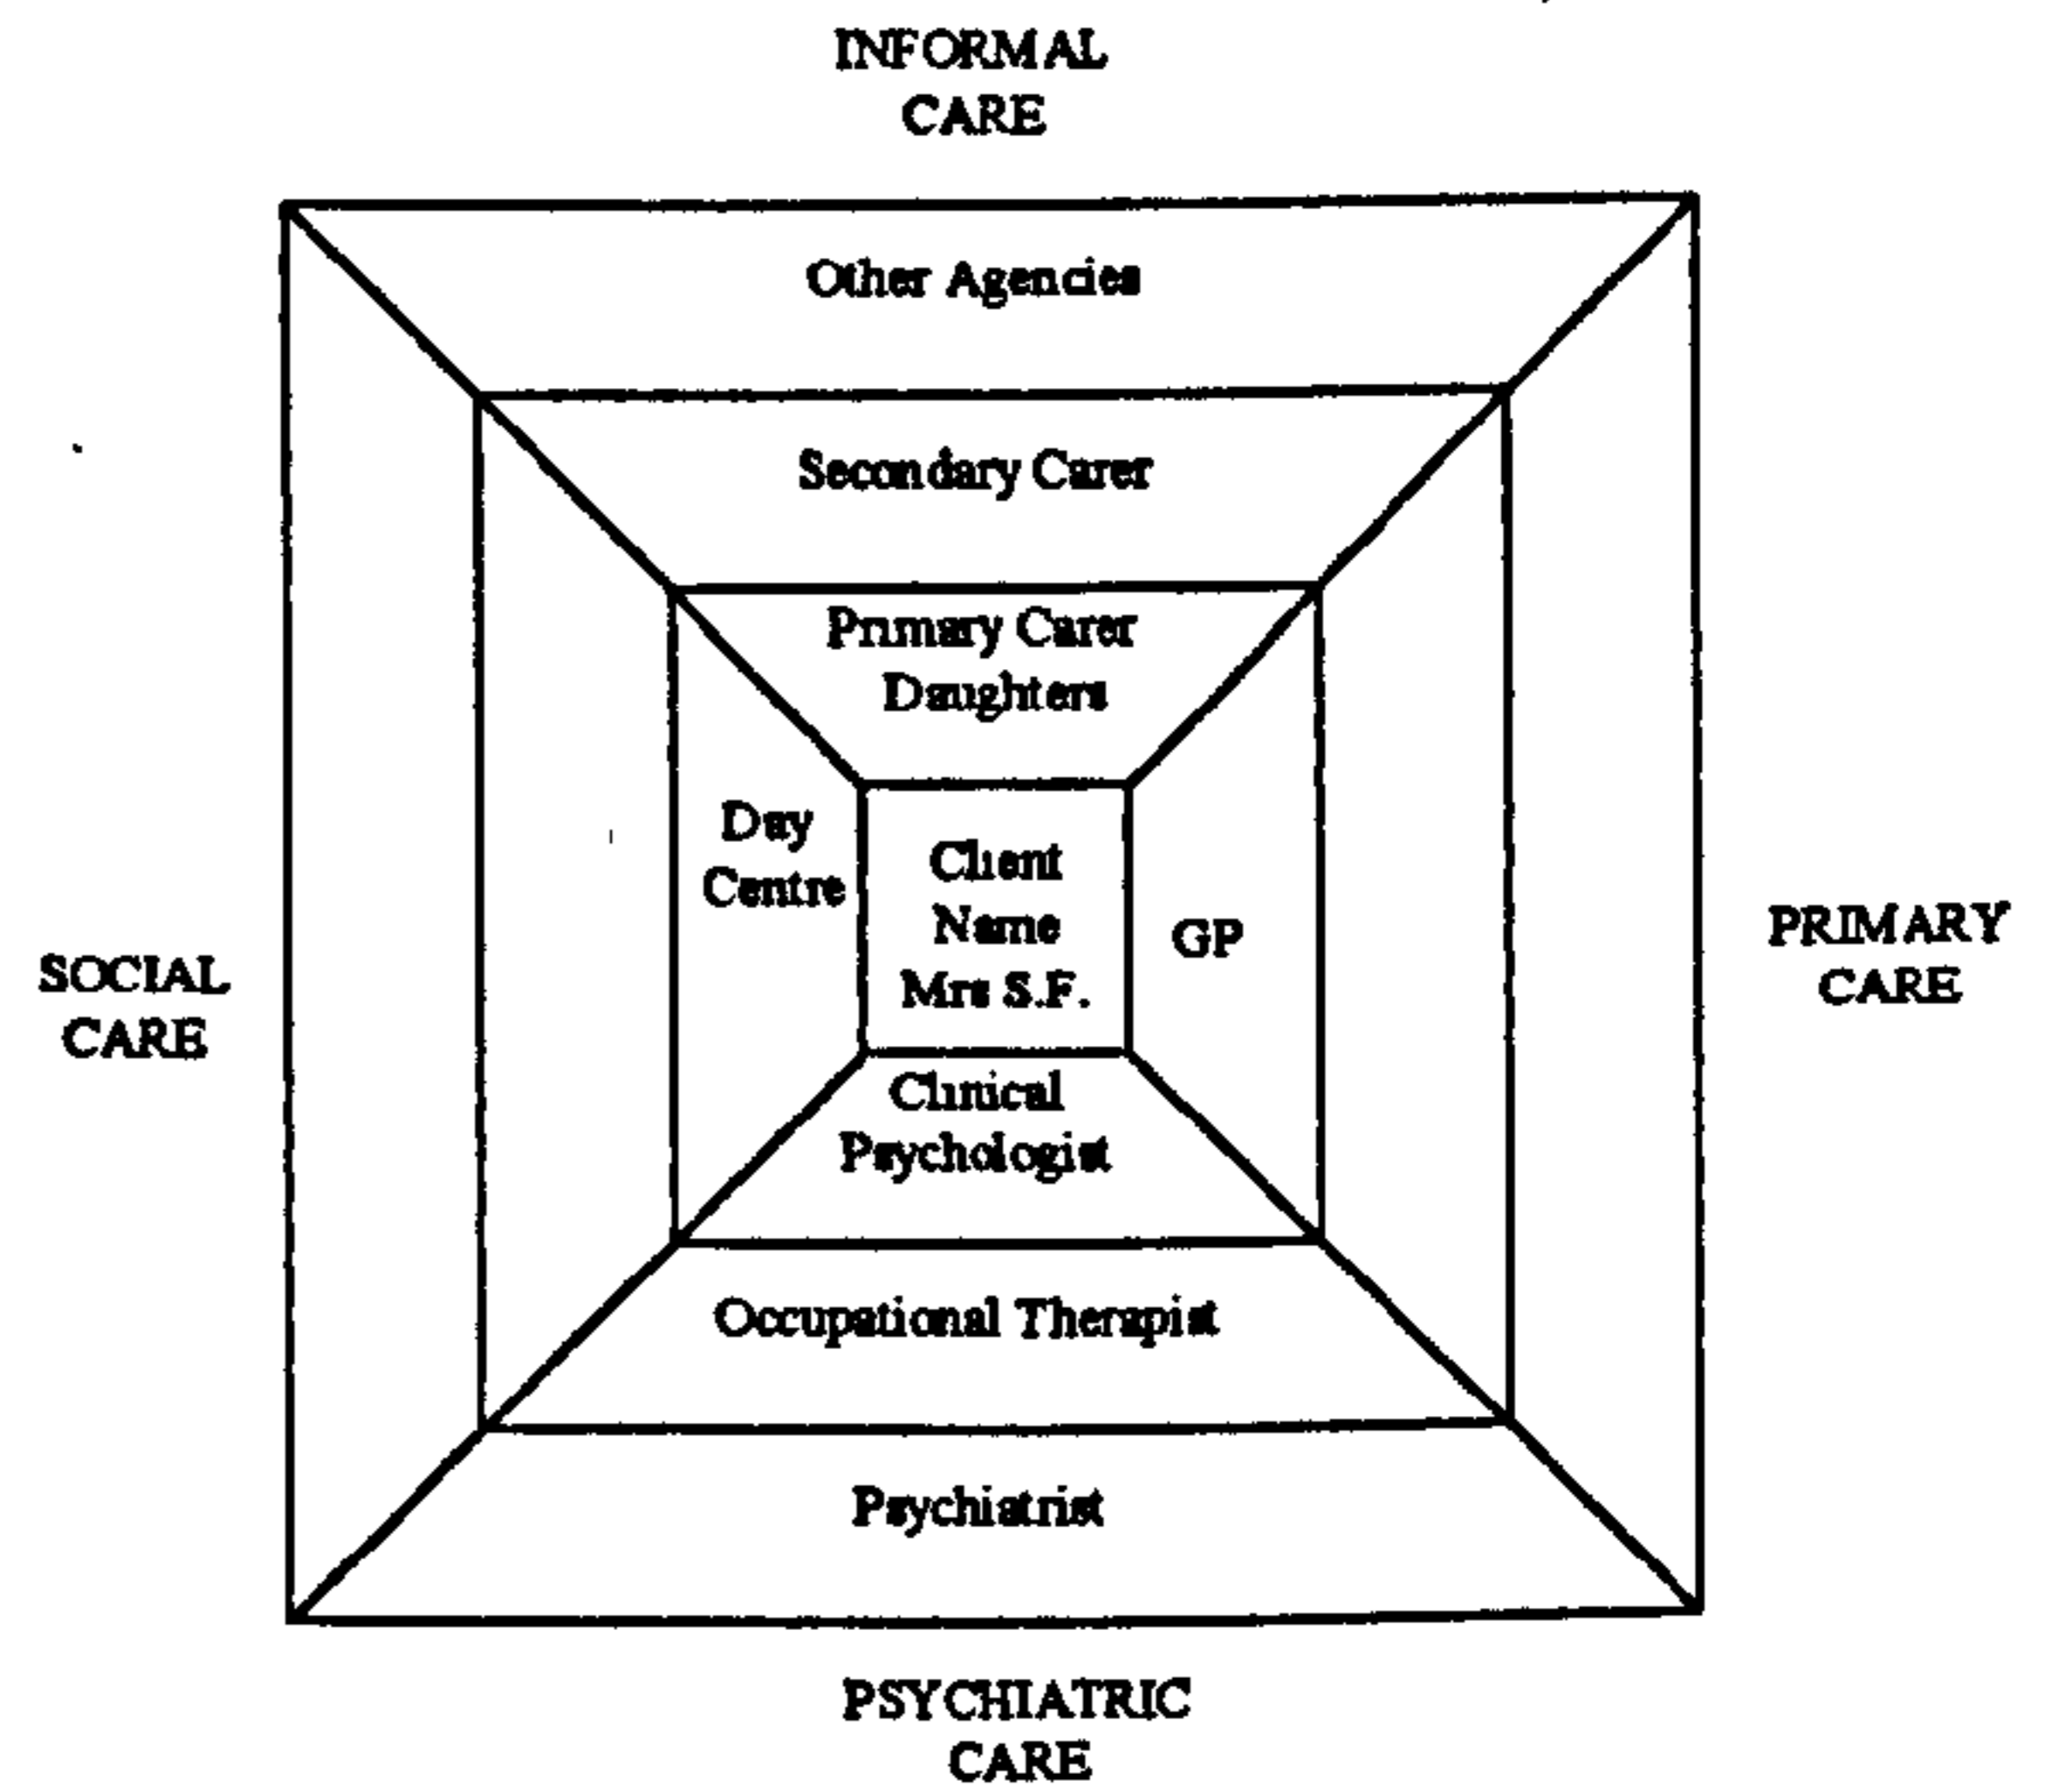 INFORMAL
CARE
Other Agencies
Secondary Carer
Primary Carer
Daughters
Day
Centre
Client
Name
Mrs S.F.
GP
SOCIAL
CARE
PRIMARY
CARE
Clinical
Psychologist
Occupational Therapist
Psychiatrist
PSYCHIATRIC
CARE